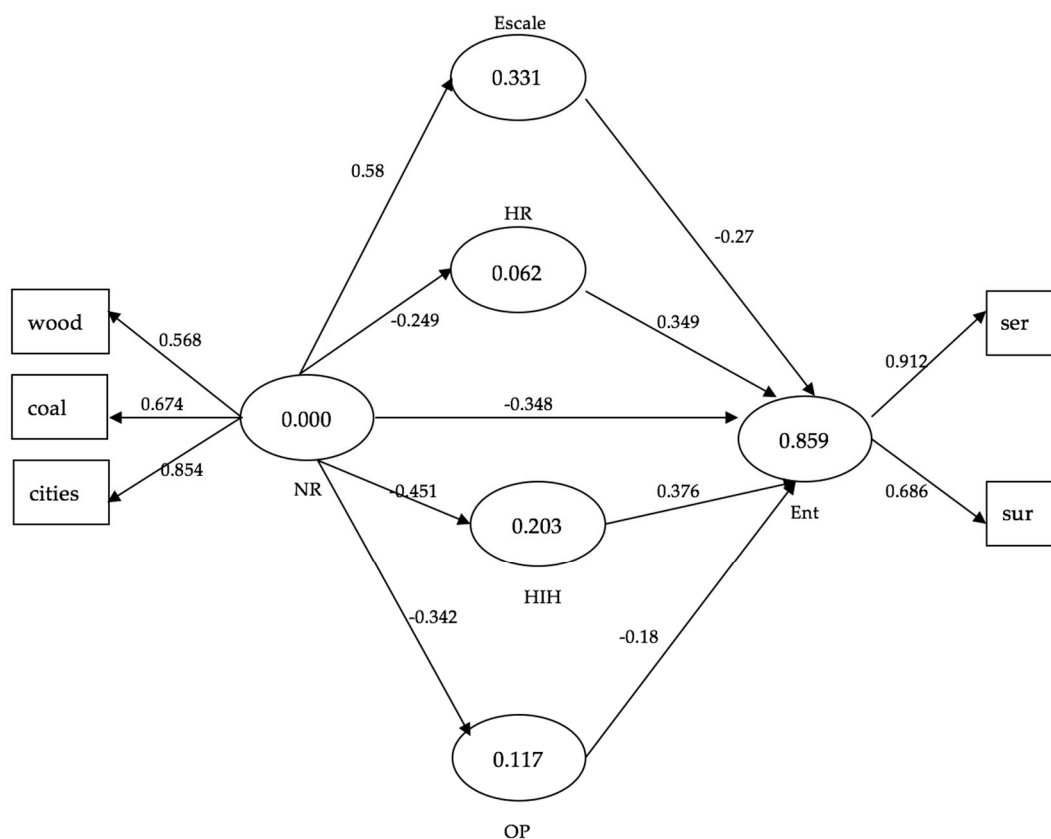 Escale
0.331
0.58
HR
-0.27
0.062
-0.249
0.349
wood
ser
0.568
0.912
coal
0.674
0.000
-0.348
0.859
cities
0.854
NR
-0.451
0.376
0.686
Ent
sur
0.203
HIH
-0.342
-0.18
0.117
OP